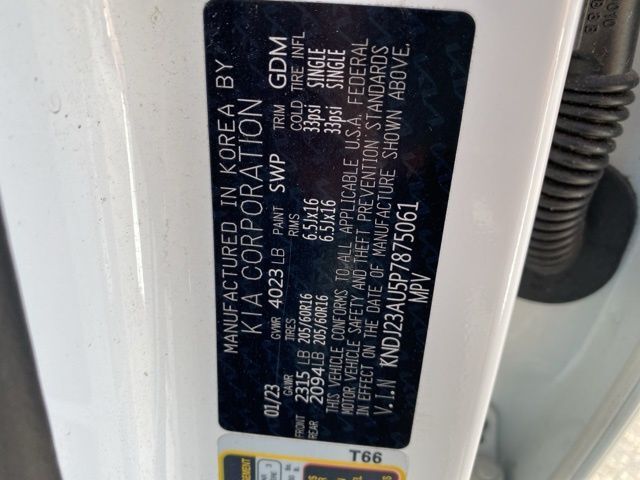 MANUFACTURED IN KOREA BY
KIA CORPORATION
01/23 GVWR 4023 LB PAINT SWP TRIM GDM
GAWR TIRES RIMS COLD TIRE INFL
FRONT 2315 LB 205/60R16 6.5Jx16 33psi SINGLE
REAR 2094 LB 205/60R16 6.5Jx16 33psi SINGLE
THIS VEHICLE CONFORMS TO ALL APPLICABLE U.S.A. FEDERAL
MOTOR VEHICLE SAFETY AND THEFT PREVENTION STANDARDS
IN EFFECT ON THE DATE OF MANUFACTURE SHOWN ABOVE.
V.I.N KNDJ23AU5P7875061
MPV
T66